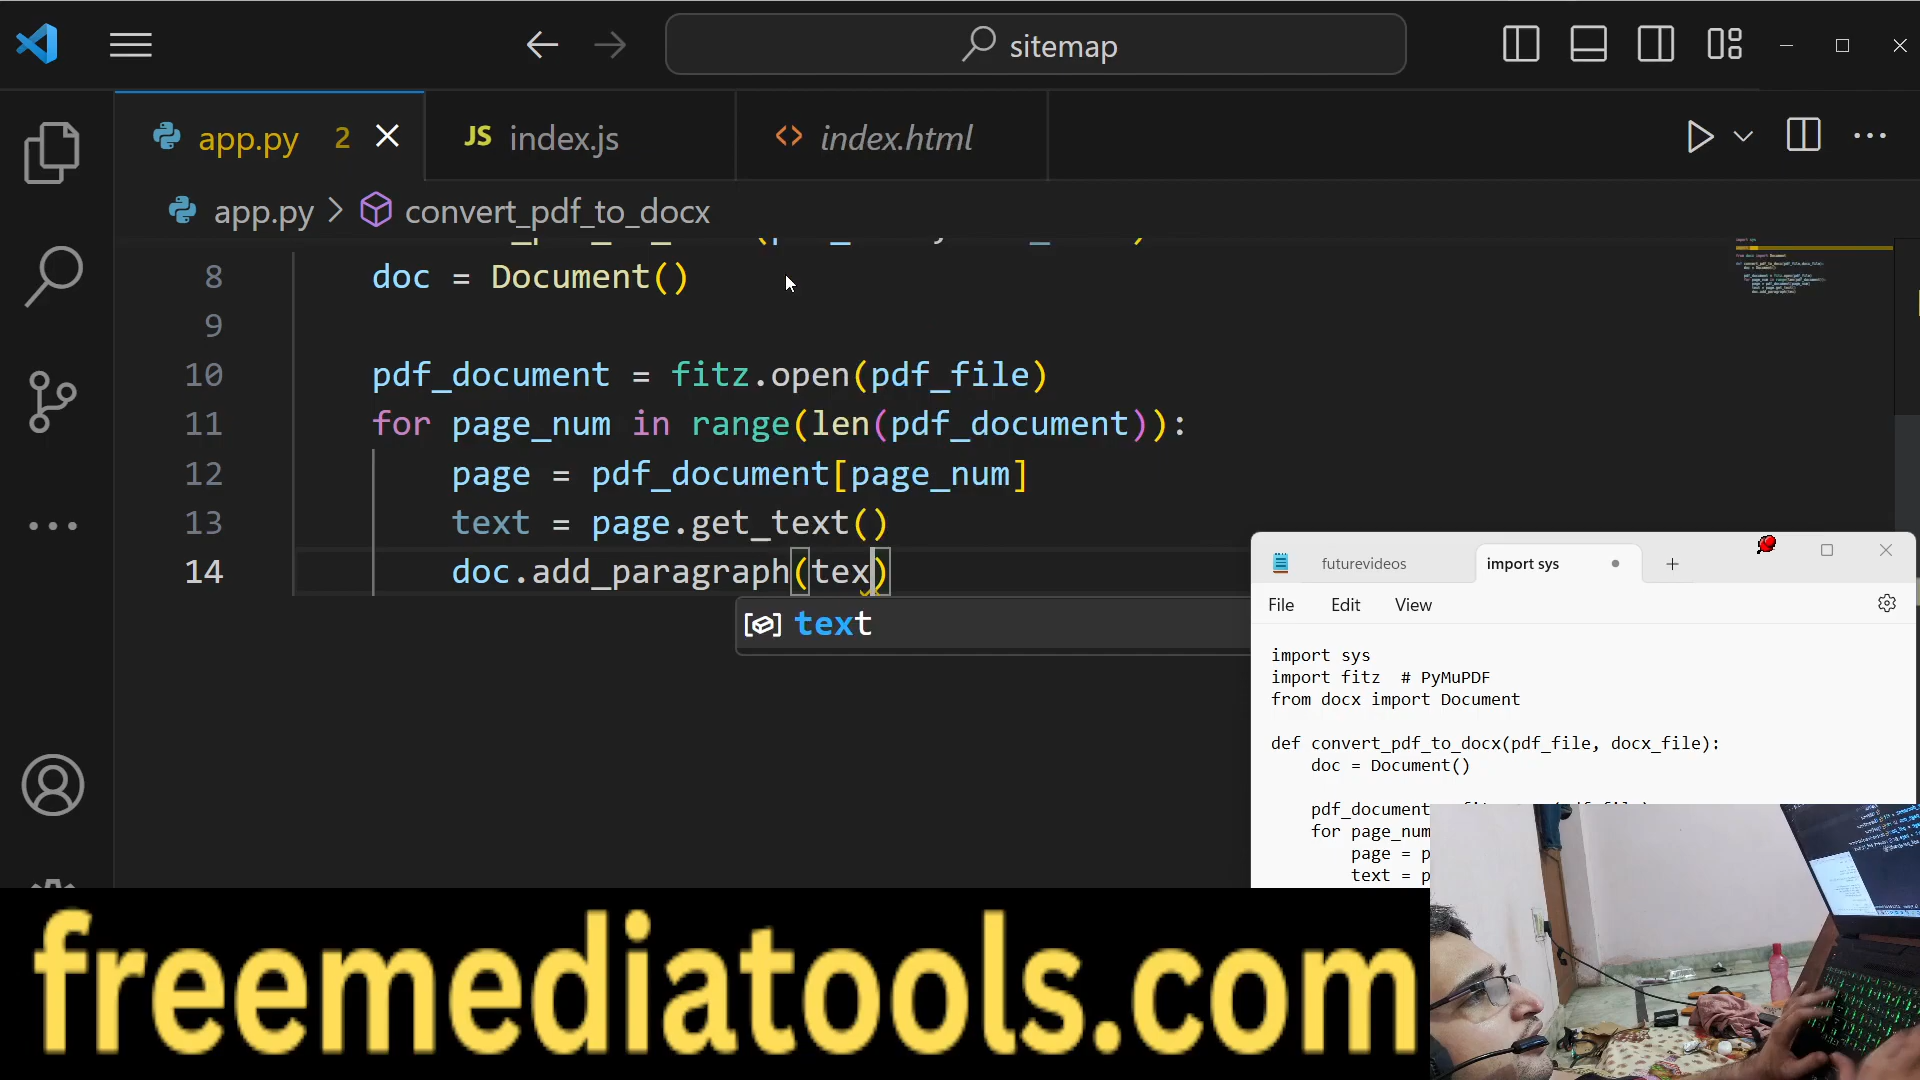 sitemap
app.py 2
JS index.js
<> index.html
app.py > convert_pdf_to_docx
8 doc = Document()
9
10 pdf_document = fitz.open(pdf_file)
11 for page_num in range(len(pdf_document)):
12 page = pdf_document[page_num]
13 text = page.get_text()
14 doc.add_paragraph(tex)
text
futurevideos
import sys
File Edit View
import sys
import fitz # PyMuPDF
from docx import Document
def convert_pdf_to_docx(pdf_file, docx_file):
doc = Document()
pdf_document
for page_num
page = p
text = p
freemediatools.com